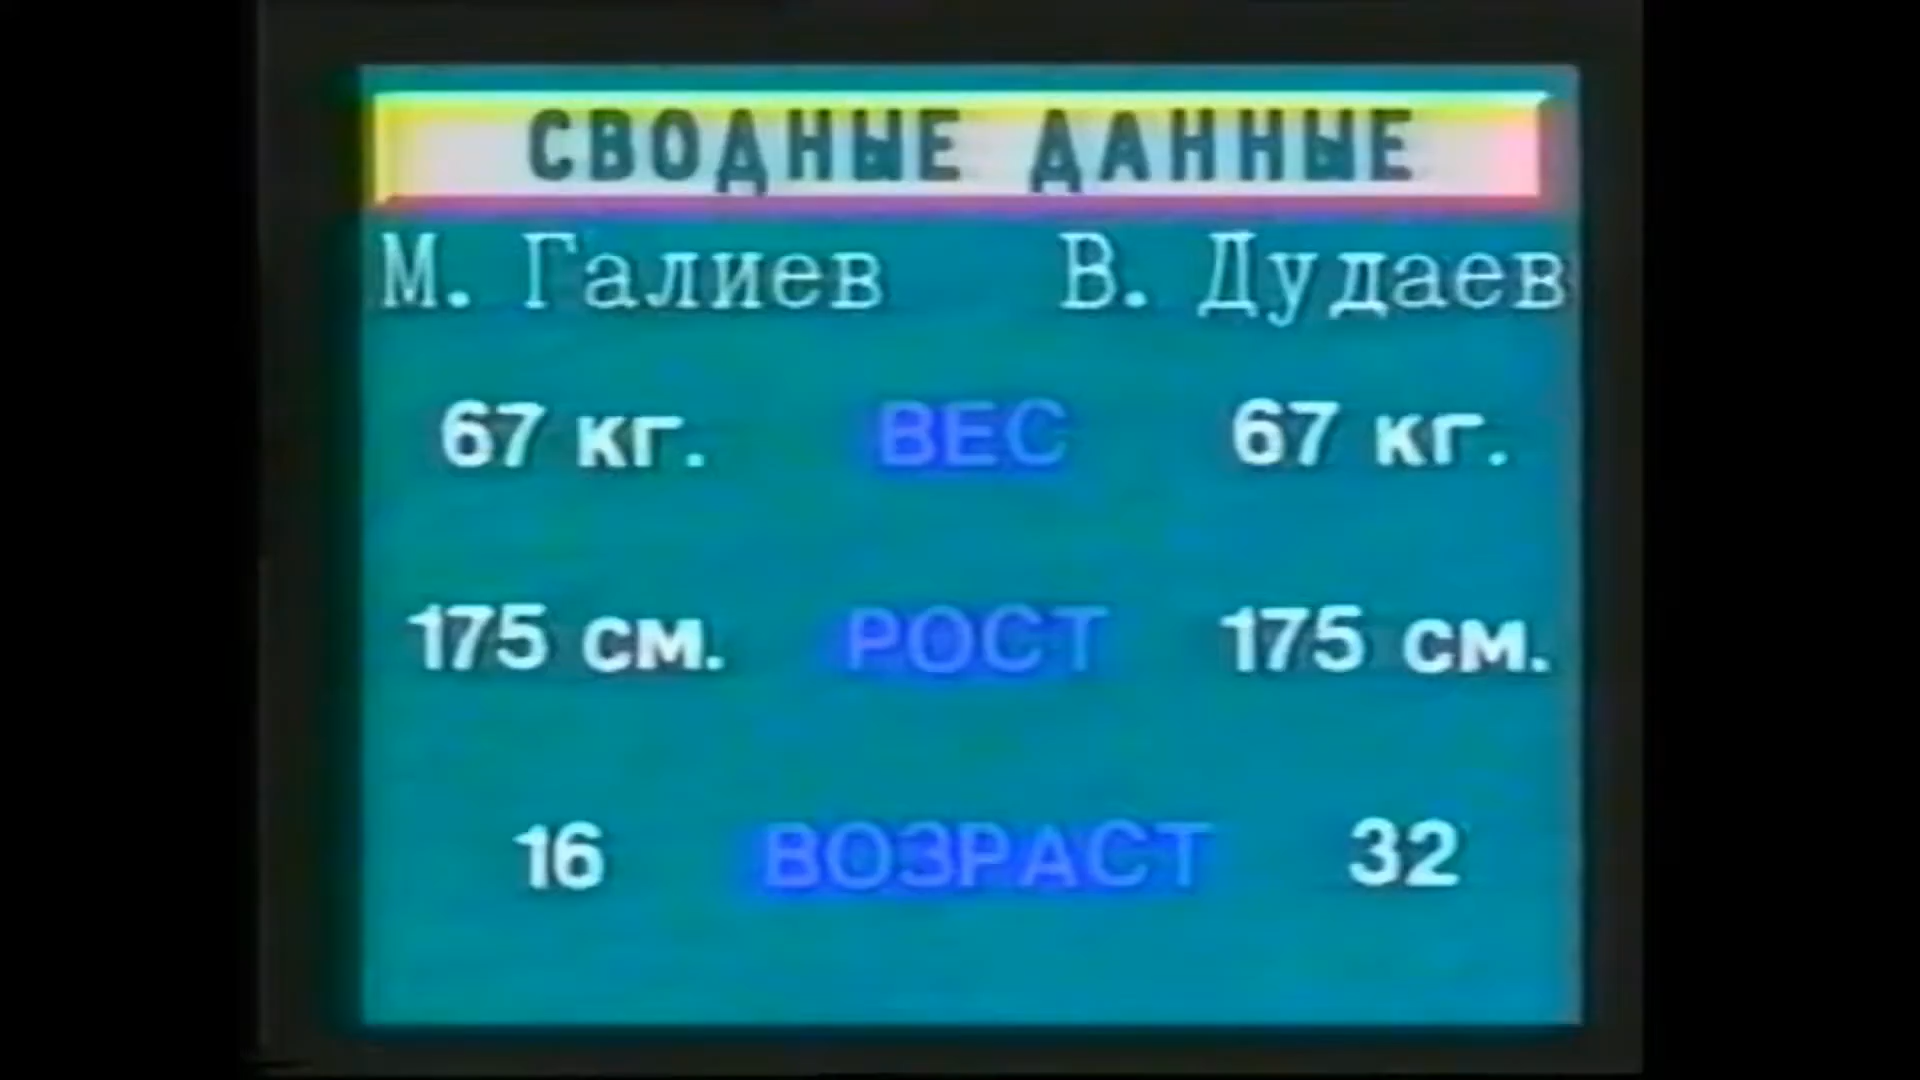 СВОДНЫЕ ДАННЫЕ
М. Галиев В. Дудаев
67 кг. ВЕС 67 кг.
175 см. РОСТ 175 см.
16 ВОЗРАСТ 32